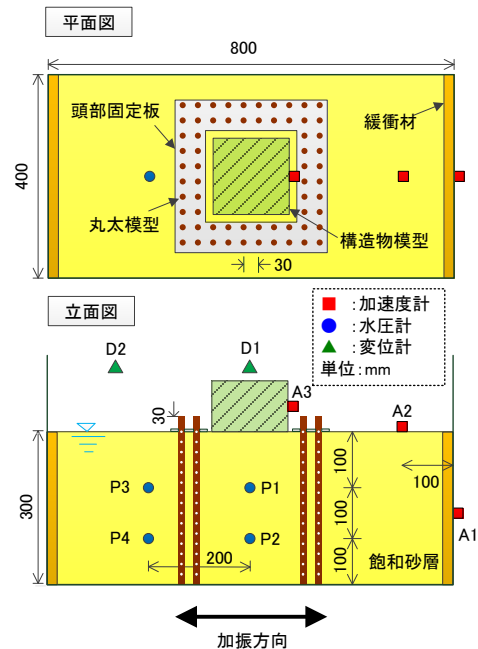 平面図
800
頭部固定板
緩衝材
400
丸太模型
構造物模型
30
立面図
:加速度計
:水圧計
:変位計
単位:mm
D2
D1
A3
30
A2
100
100
P3
P1
300
100
A1
P4
P2
200
100
飽和砂層
加振方向